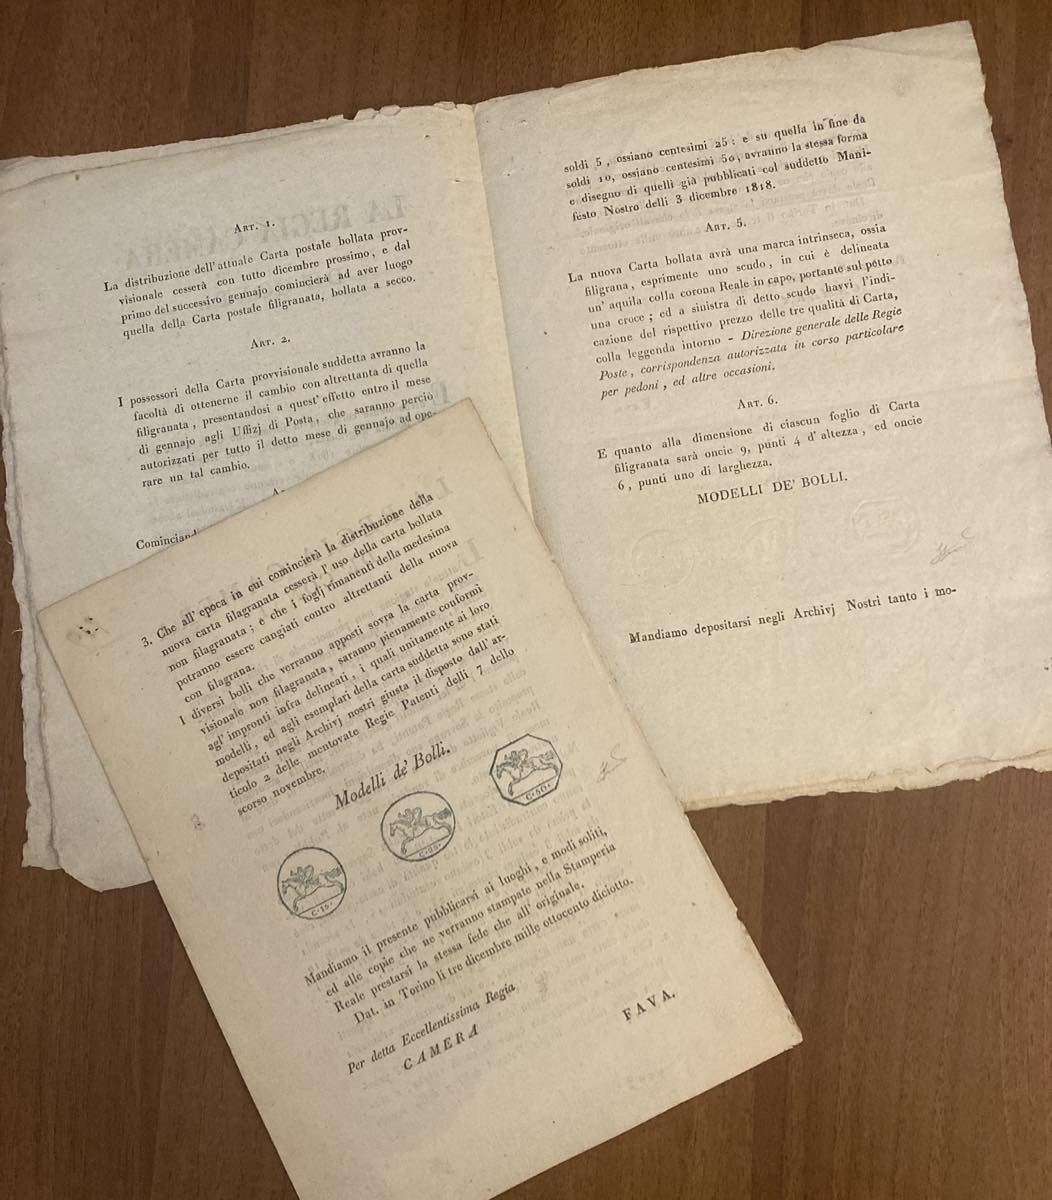 ART. 1.
La distribuzione dell'attuale Carta postale bollata prov-
visionale cesserà con tutto dicembre prossimo, e dal
primo del successivo gennajo comincierà ad aver luogo
quella della Carta postale filigranata, bollata a secco.
ART. 2.
I possessori della Carta provvisionale suddetta avranno la
facoltà di ottenerne il cambio con altrettanta di quella
filigranata, presentandosi a quest'effetto entro il mese
di gennajo agli Uffizj di Posta, che saranno perciò
autorizzati per tutto il detto mese di gennajo ad ope-
rare un tal cambio.
Cominciand
soldi 5, ossiano centesimi 25: e su quella in fine da
soldi 10, ossiano centesimi 50, avranno la stessa forma
e disegno di quelli già pubblicati col suddetto Mani-
festo Nostro delli 3 dicembre 1818.
ART. 5.
La nuova Carta bollata avrà una marca intrinseca, ossia
filigrana, esprimente uno scudo, in cui è delineata
un' aquila colla corona Reale in capo, portante sul petto
una croce; ed a sinistra di detto scudo havvi l'indi-
cazione del rispettivo prezzo delle tre qualità di Carta,
colla leggenda intorno - Direzione generale delle Regie
Poste, corrispondenza autorizzata in corso particolare
per pedoni, ed altre occasioni.
ART. 6.
E quanto alla dimensione di ciascun foglio di Carta
filigranata sarà oncie 9, punti 4 d'altezza, ed oncie
6, punti uno di larghezza.
MODELLI DE' BOLLI.
Mandiamo depositarsi negli Archivj Nostri tanto i mo-
3. Che all'epoca in cui comincierà la distribuzione della
nuova carta filagranata cesserà l'uso della carta bollata
non filagranata; e che i foglj rimanenti della medesima
potranno essere cangiati contro altrettanti della nuova
con filagrana.
I diversi bolli che verranno apposti sovra la carta prov-
visionale non filagranata, saranno pienamente conformi
agl'impronti infra delineati, i quali unitamente ai loro
modelli, ed agli esemplari della carta suddetta sono stati
depositati negli Archivj nostri giusta il disposto dall'ar-
ticolo 2 delle mentovate Regie Patenti delli 7 dello
scorso novembre.
Modelli de' Bolli.
C. 15.
C. 25.
C. 50.
Mandiamo il presente pubblicarsi ai luoghi, e modi soliti,
ed alle copie che ne verranno stampate nella Stamperia
Reale prestarsi la stessa fede che all'originale.
Dat. in Torino li tre dicembre mille ottocento diciotto.
Per detta Eccellentissima Regia
CAMERA
FAVA.